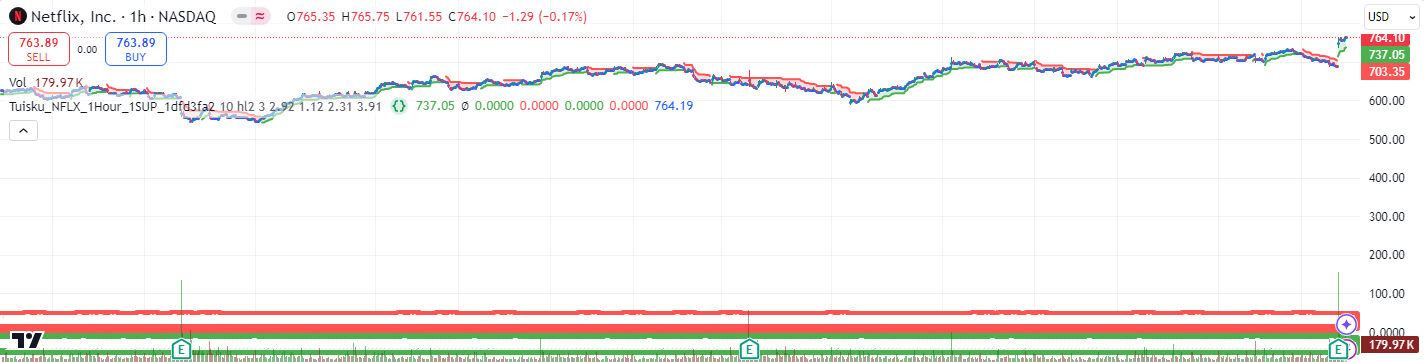 Netflix, Inc. · 1h · NASDAQ O765.35 H765.75 L761.55 C764.10 −1.29 (−0.17%)
USD
763.89 SELL
0.00
763.89 BUY
764.10
737.05
703.35
Vol 179.97K
Tuisku_NFLX_1Hour_1SUP_1dfd3fa2 10 hl2 3 2.92 1.12 2.31 3.91 {} 737.05 Ø 0.0000 0.0000 0.0000 0.0000 764.19
600.00
500.00
400.00
300.00
200.00
100.00
0.0000
179.97K
E
E
E